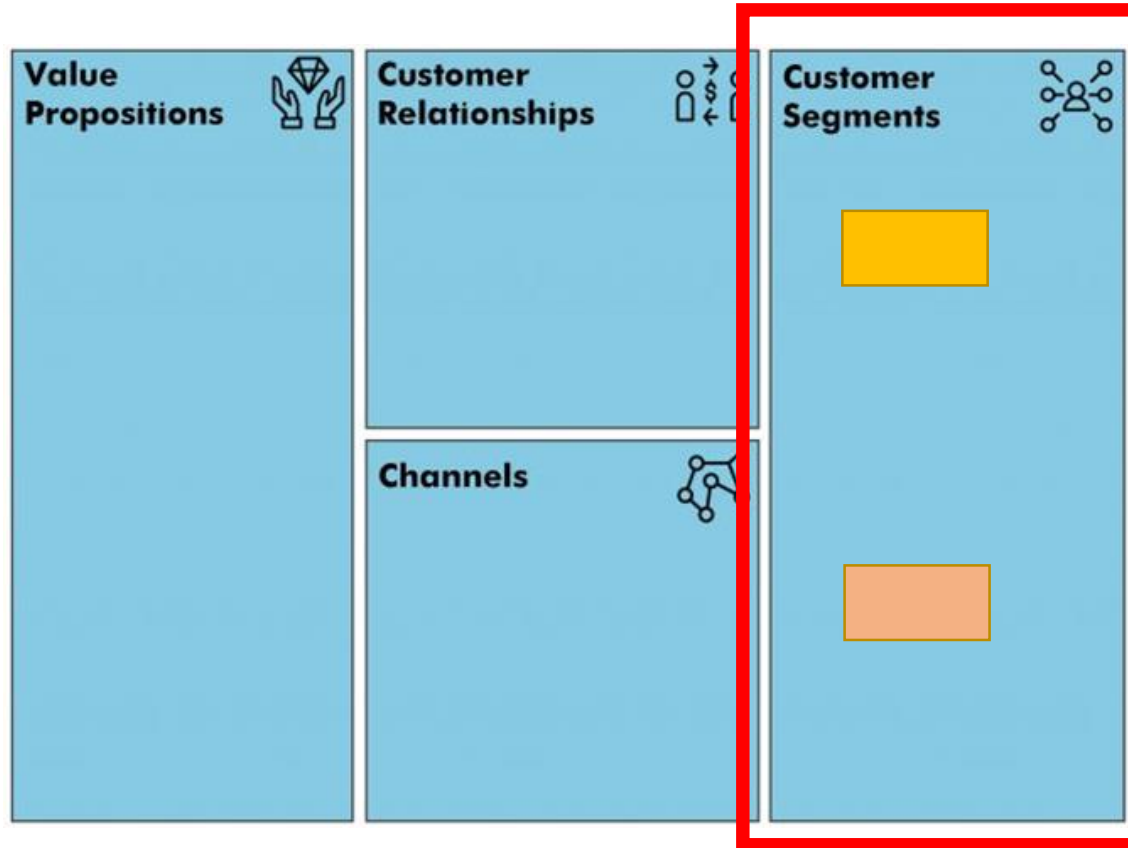 Value
Propositions
Customer
Relationships
$
Customer
Segments
Channels